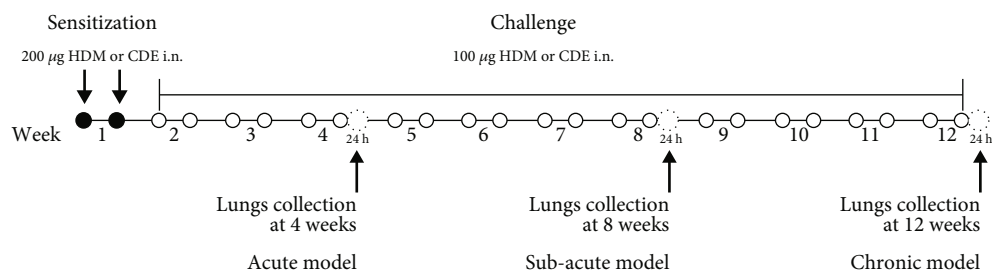 Sensitization
Challenge
200 µg HDM or CDE i.n.
100 µg HDM or CDE i.n.
Week 1 2 3 4 24 h 5 6 7 8 24 h 9 10 11 12 24 h
Lungs collection
at 4 weeks
Lungs collection
at 8 weeks
Lungs collection
at 12 weeks
Acute model
Sub-acute model
Chronic model